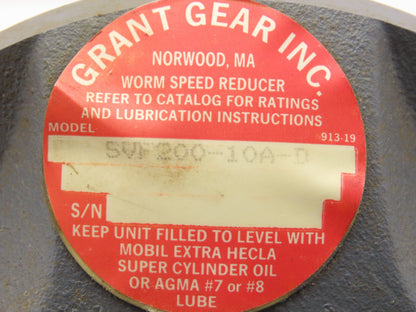 GRANT GEAR INC.
NORWOOD, MA
WORM SPEED REDUCER
REFER TO CATALOG FOR RATINGS
AND LUBRICATION INSTRUCTIONS
MODEL
913-19
SVF200-10A-D
S/N
KEEP UNIT FILLED TO LEVEL WITH
MOBIL EXTRA HECLA
SUPER CYLINDER OIL
OR AGMA #7 or #8
LUBE